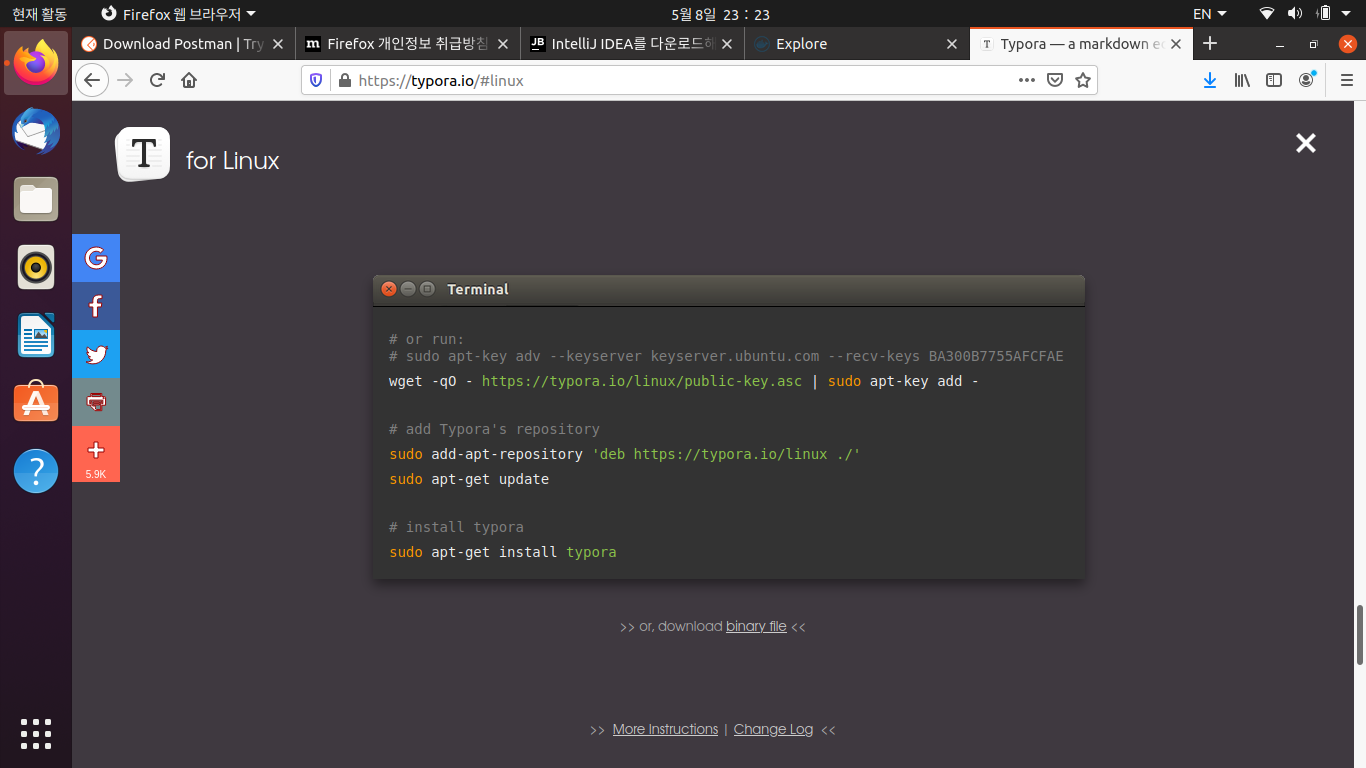 현재 활동
Firefox 웹 브라우저
5월 8일 23 : 23
EN
Download Postman | Try
m
Firefox 개인정보 취급방침
JB
IntelliJ IDEA를 다운로드해
Explore
T
Typora — a markdown ed
https://typora.io/#linux
T
for Linux
G
f
5.9K
Terminal
# or run:
# sudo apt-key adv --keyserver keyserver.ubuntu.com --recv-keys BA300B7755AFCFAE
wget -qO - https://typora.io/linux/public-key.asc | sudo apt-key add -
# add Typora's repository
sudo add-apt-repository 'deb https://typora.io/linux ./'
sudo apt-get update
# install typora
sudo apt-get install typora
>> or, download binary file <<
>> More Instructions | Change Log <<